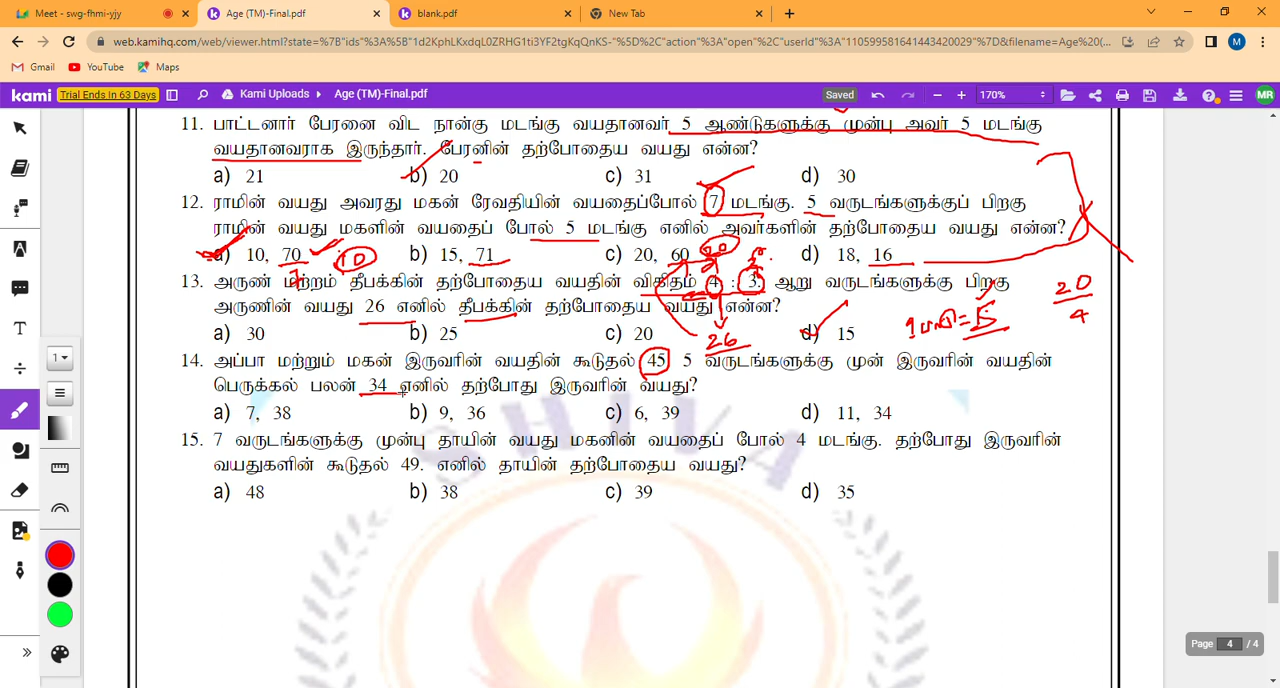 Meet - swg-fhmi-yjy
Age (TM)-Final.pdf
blank.pdf
New Tab
web.kamihq.com/web/viewer.html?state=%7B"ids"%3A%5B"1d2KphLKxdqL0ZRHG1ti3YF2tgKqQnKS-"%5D%2C"action"%3A"open"%2C"userId"%3A"110599581641443420029"%7D&filename=Age%20(...
Gmail YouTube Maps
kami Trial Ends In 63 Days Kami Uploads Age (TM)-Final.pdf Saved 170% MR
11. பாட்டனார் பேரனை விட நான்கு மடங்கு வயதானவர் 5 ஆண்டுகளுக்கு முன்பு அவர் 5 மடங்கு
வயதானவராக இருந்தார். பேரனின் தற்போதைய வயது என்ன?
a) 21 b) 20 c) 31 d) 30
12. ராமின் வயது அவரது மகன் ரேவதியின் வயதைப்போல் 7 மடங்கு. 5 வருடங்களுக்குப் பிறகு
ராமின் வயது மகளின் வயதைப் போல் 5 மடங்கு எனில் அவர்களின் தற்போதைய வயது என்ன?
a) 10, 70 b) 15, 71 c) 20, 60 d) 18, 16
7 10 20
13. அருண் மற்றும் தீபக்கின் தற்போதைய வயதின் விகிதம் 4 : 3. ஆறு வருடங்களுக்கு பிறகு
அருணின் வயது 26 எனில் தீபக்கின் தற்போதைய வயது என்ன?
a) 30 b) 25 c) 20 d) 15
26 = 5 20
4
14. அப்பா மற்றும் மகன் இருவரின் வயதின் கூடுதல் 45 5 வருடங்களுக்கு முன் இருவரின் வயதின்
பெருக்கல் பலன் 34 எனில் தற்போது இருவரின் வயது?
a) 7, 38 b) 9, 36 c) 6, 39 d) 11, 34
15. 7 வருடங்களுக்கு முன்பு தாயின் வயது மகனின் வயதைப் போல் 4 மடங்கு. தற்போது இருவரின்
வயதுகளின் கூடுதல் 49. எனில் தாயின் தற்போதைய வயது?
a) 48 b) 38 c) 39 d) 35
SHIVA
Page 4 / 4